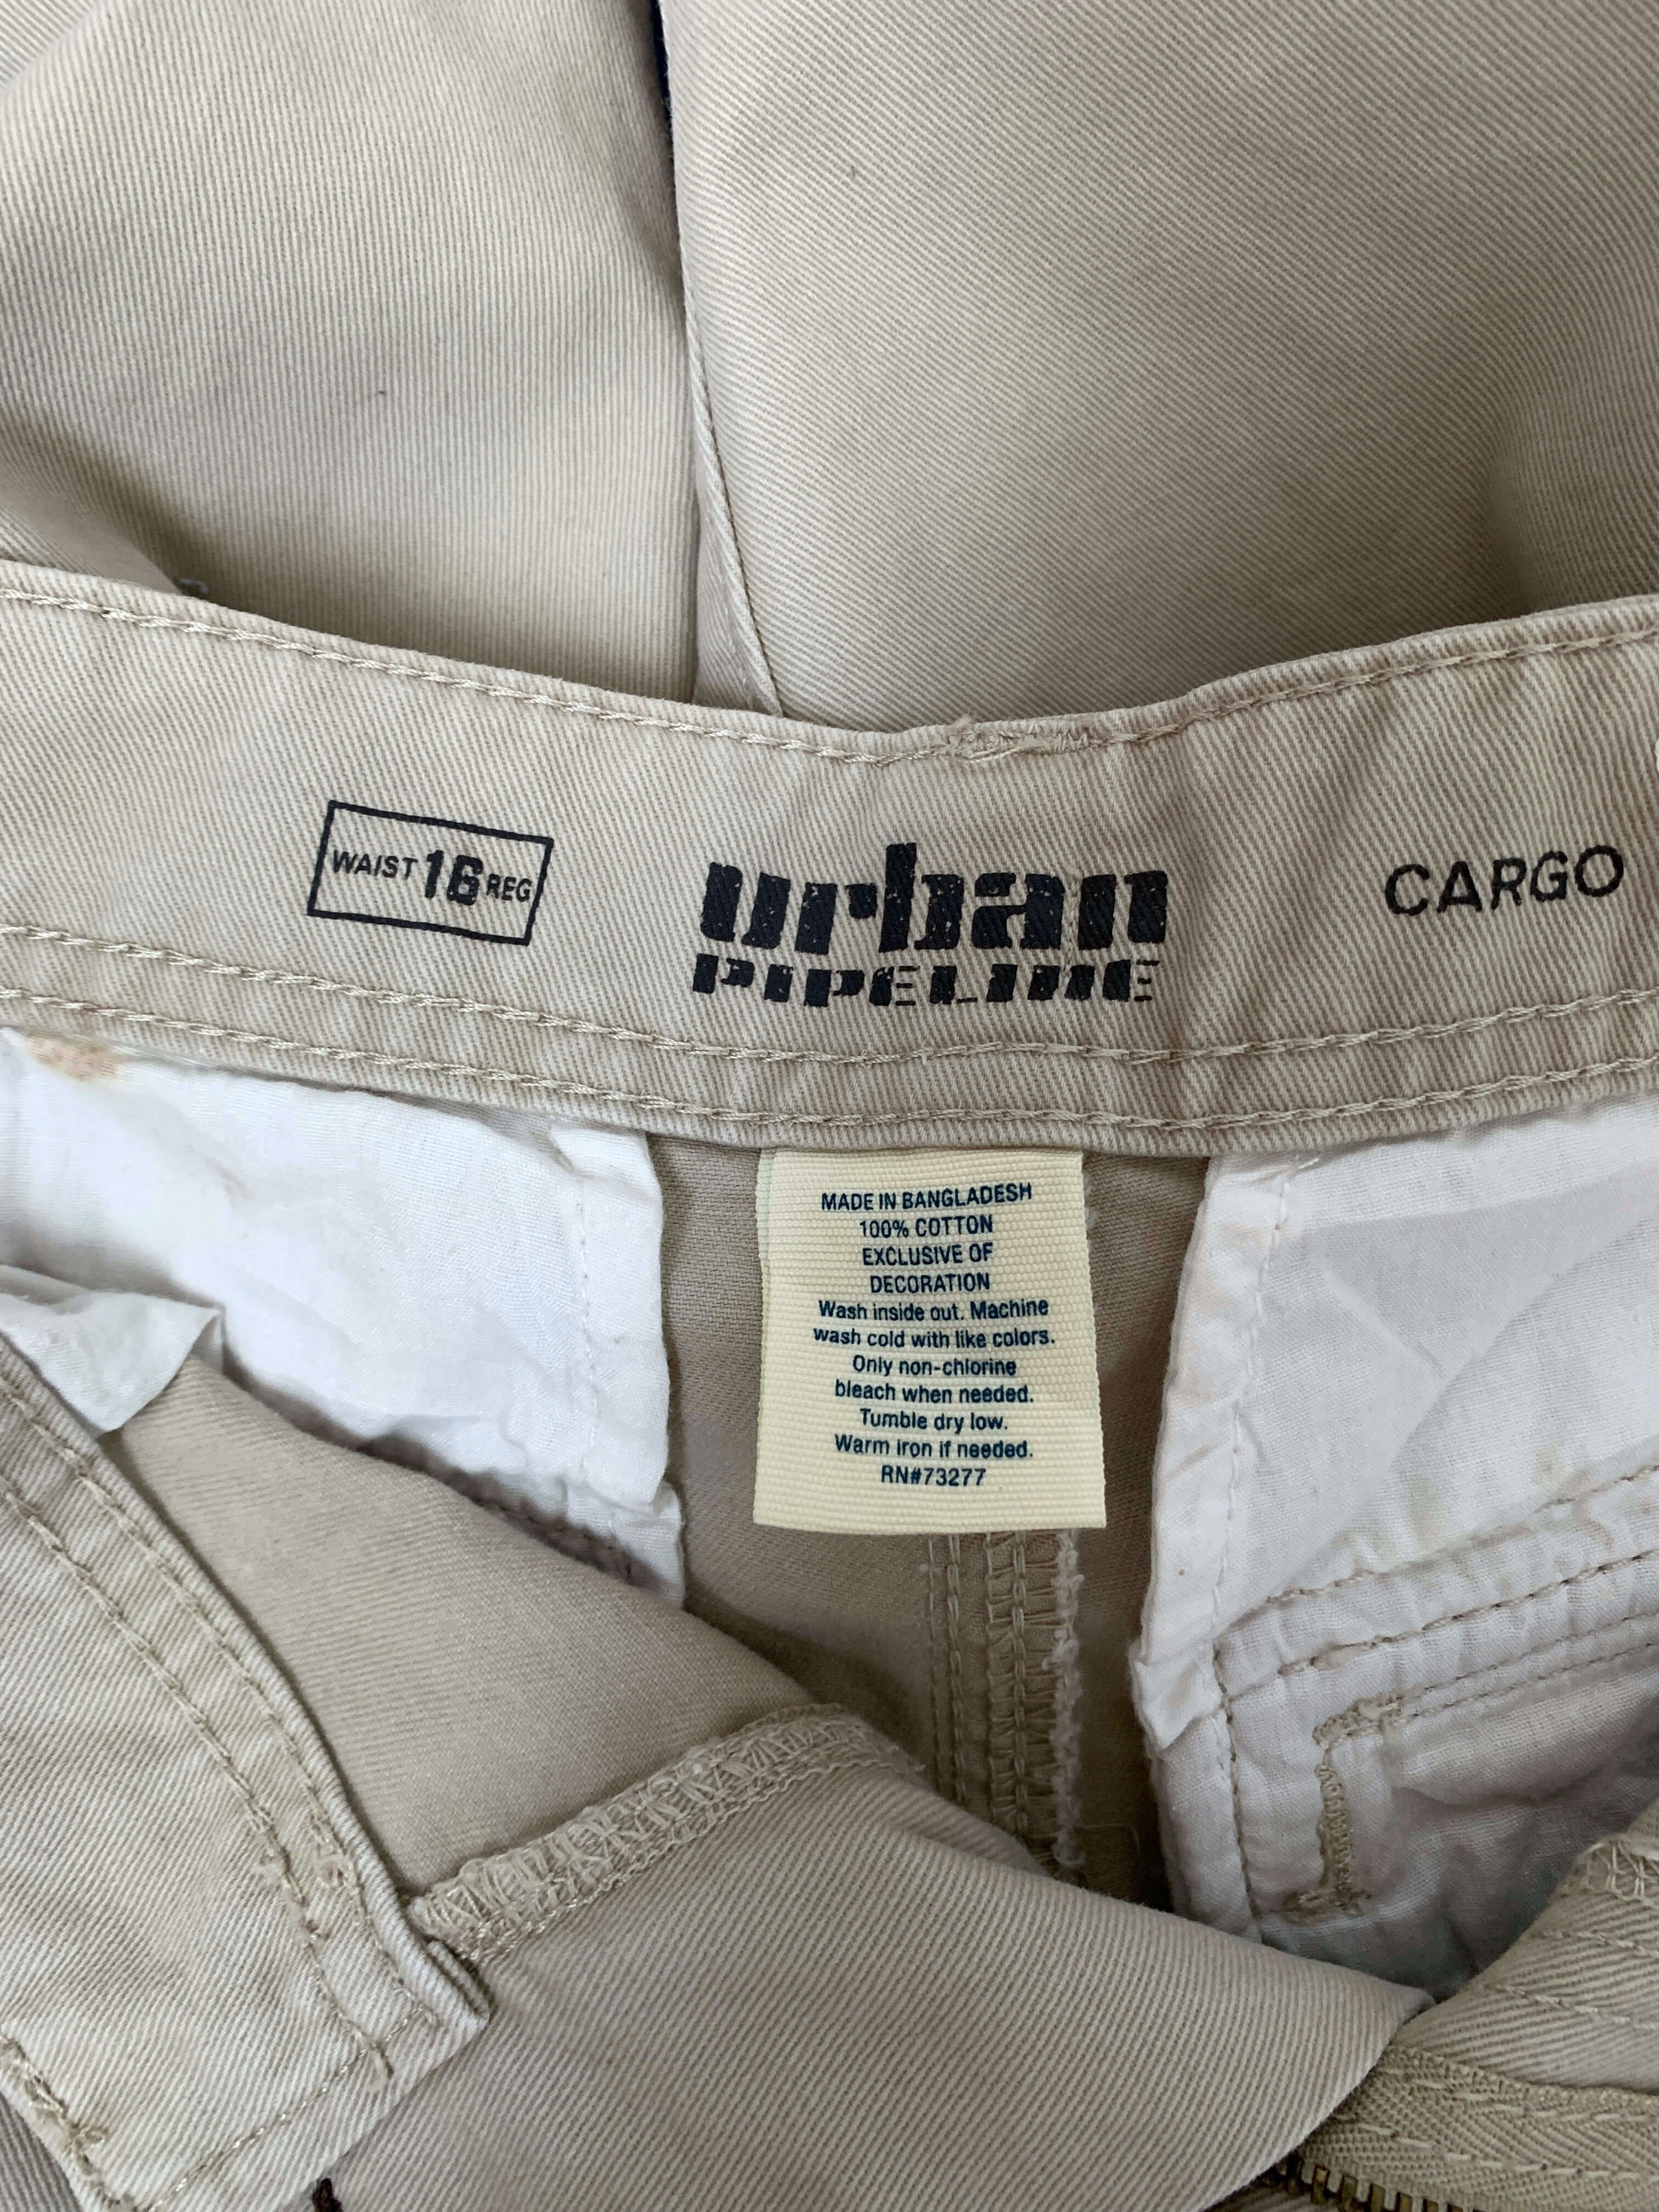 WAIST 16 REG
urban
PIPELINE
CARGO
MADE IN BANGLADESH
100% COTTON
EXCLUSIVE OF
DECORATION
Wash inside out. Machine
wash cold with like colors.
Only non-chlorine
bleach when needed.
Tumble dry low.
Warm iron if needed.
RN#73277